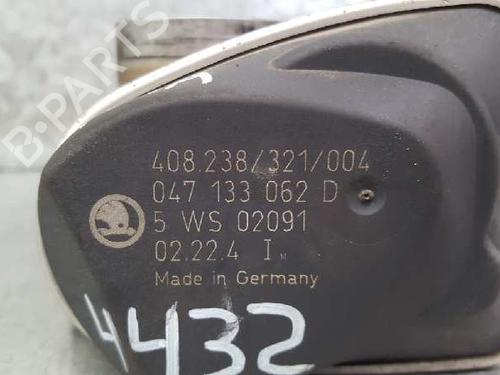 B-Parts
408.238/321/004
047 133 062 D
5 WS 02091
02.22.4 I M
Made in Germany
4432